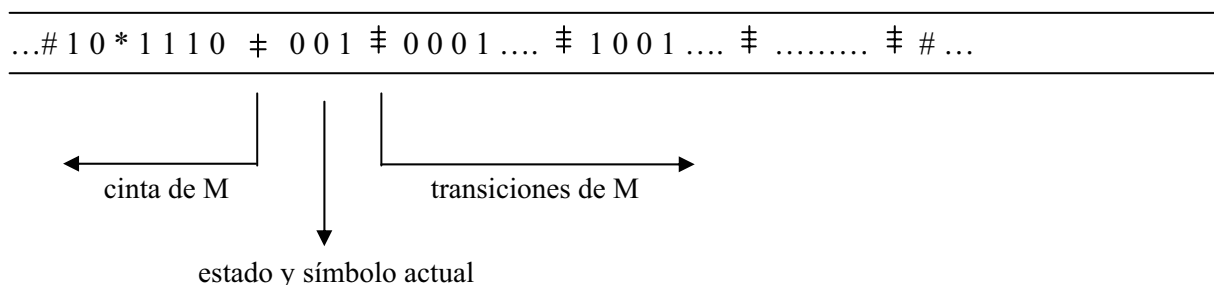 …# 1 0 * 1 1 1 0 ‡ 0 0 1 ⤈ 0 0 0 1 …. ⤈ 1 0 0 1 …. ⤈ ……… ⤈ # …
cinta de M transiciones de M
estado y símbolo actual